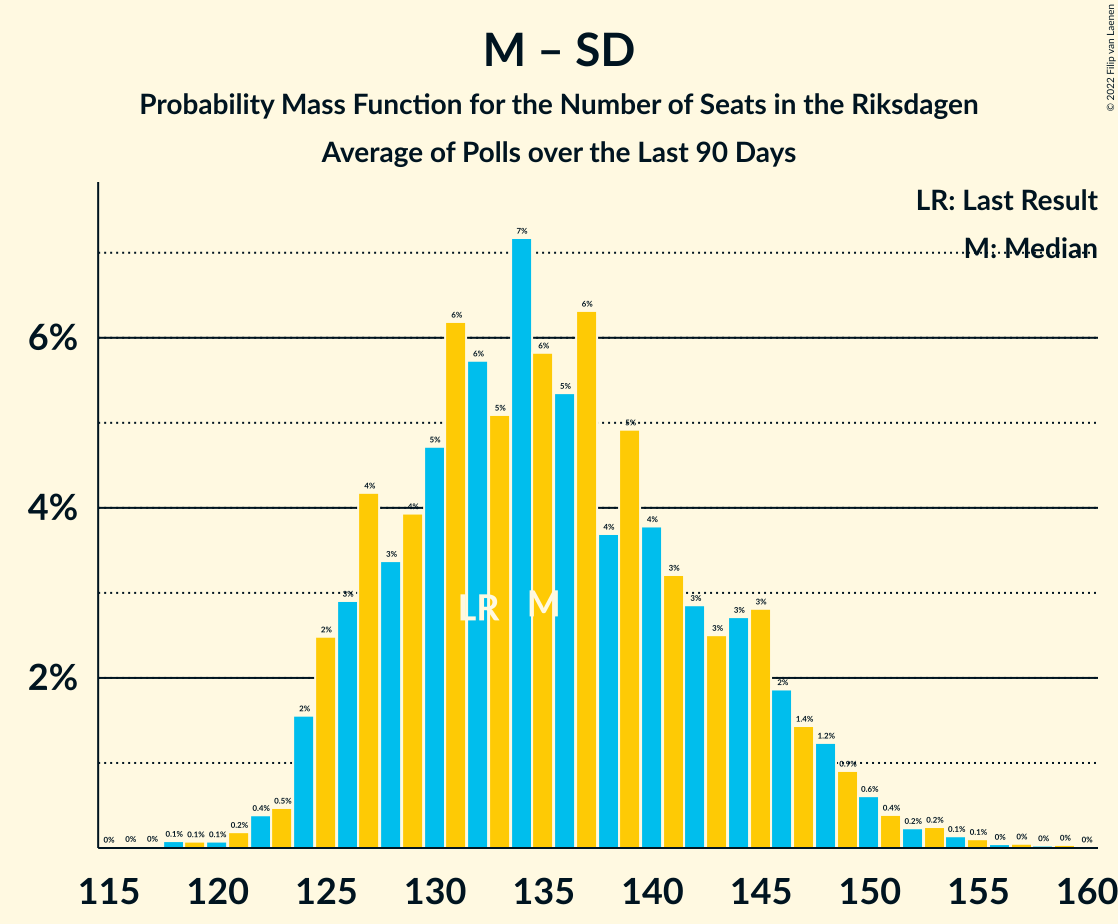 M – SD
Probability Mass Function for the Number of Seats in the Riksdagen
Average of Polls over the Last 90 Days
© 2022 Filip van Laenen
LR: Last Result
M: Median
6%
4%
2%
0% 0% 0% 0.1% 0.1% 0.1% 0.2% 0.4% 0.5% 2% 2% 3% 4% 3% 4% 5% 6% 6% 5% 7% 6% 5% 6% 4% 5% 4% 3% 3% 3% 3% 3% 2% 1.4% 1.2% 0.9% 0.6% 0.4% 0.2% 0.2% 0.1% 0.1% 0% 0% 0% 0% 0%
LR M
115 120 125 130 135 140 145 150 155 160